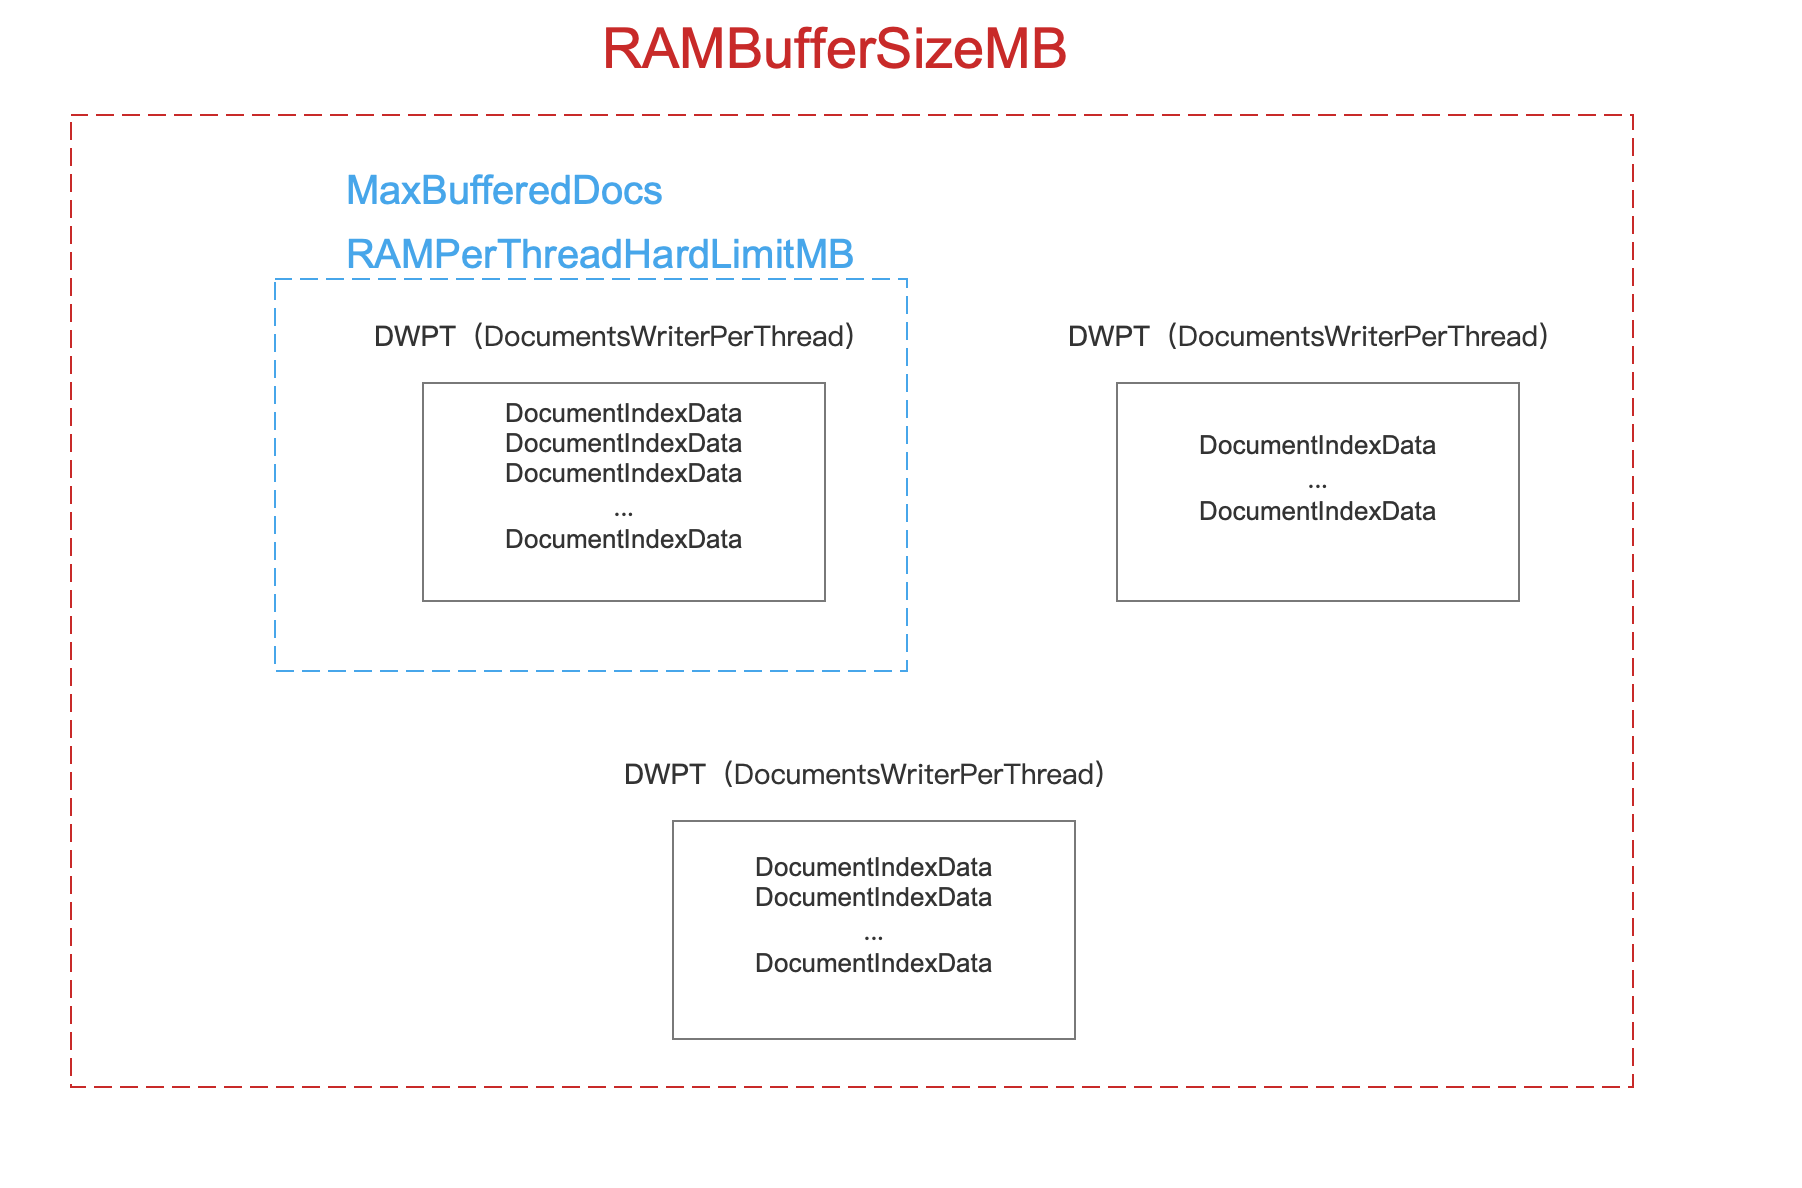 RAMBufferSizeMB
MaxBufferedDocs
RAMPerThreadHardLimitMB
DWPT（DocumentsWriterPerThread）
DocumentIndexData
DocumentIndexData
DocumentIndexData
...
DocumentIndexData
DWPT（DocumentsWriterPerThread）
DocumentIndexData
...
DocumentIndexData
DWPT（DocumentsWriterPerThread）
DocumentIndexData
DocumentIndexData
...
DocumentIndexData